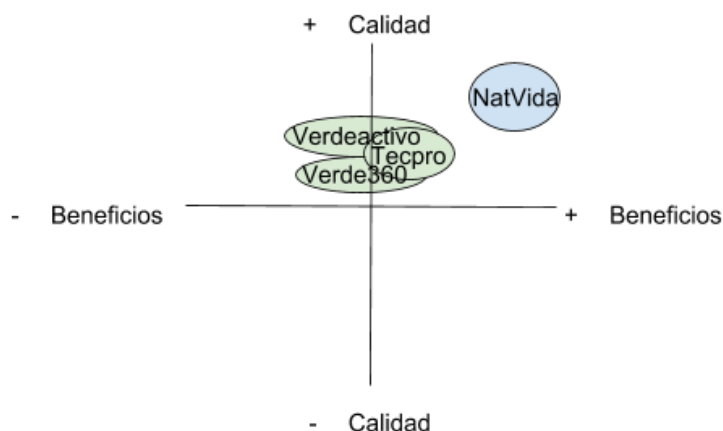 + Calidad
NatVida
Verdeactivo
Tecpro
Verde360
- Beneficios
+ Beneficios
- Calidad